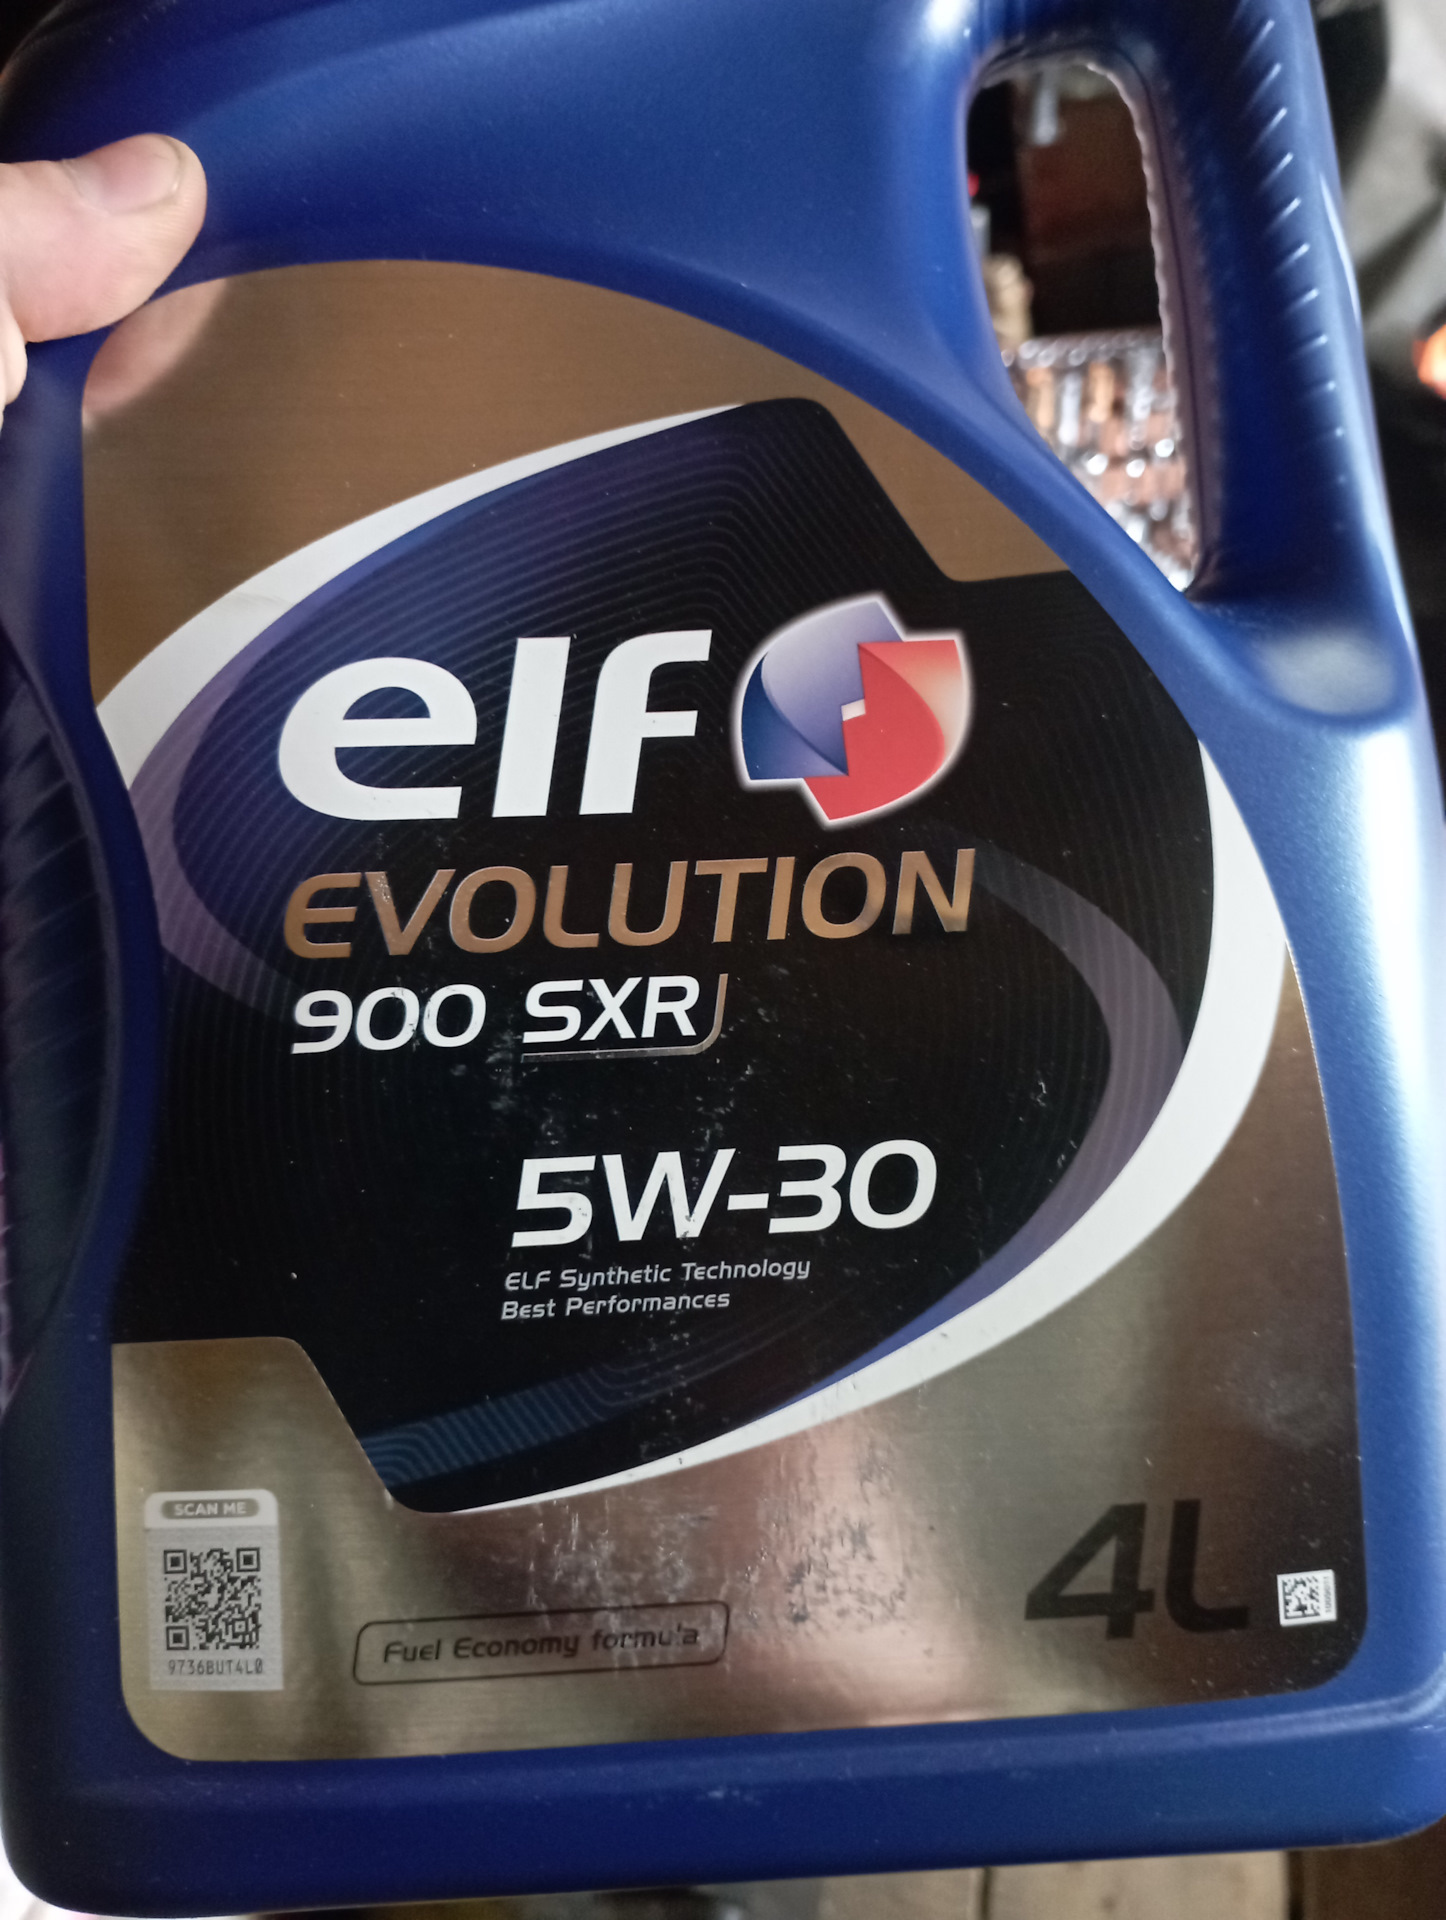 elf
EVOLUTION
900 SXR
5W-30
ELF Synthetic Technology
Best Performances
SCAN ME
9736BUT4L0
Fuel Economy formula
4L